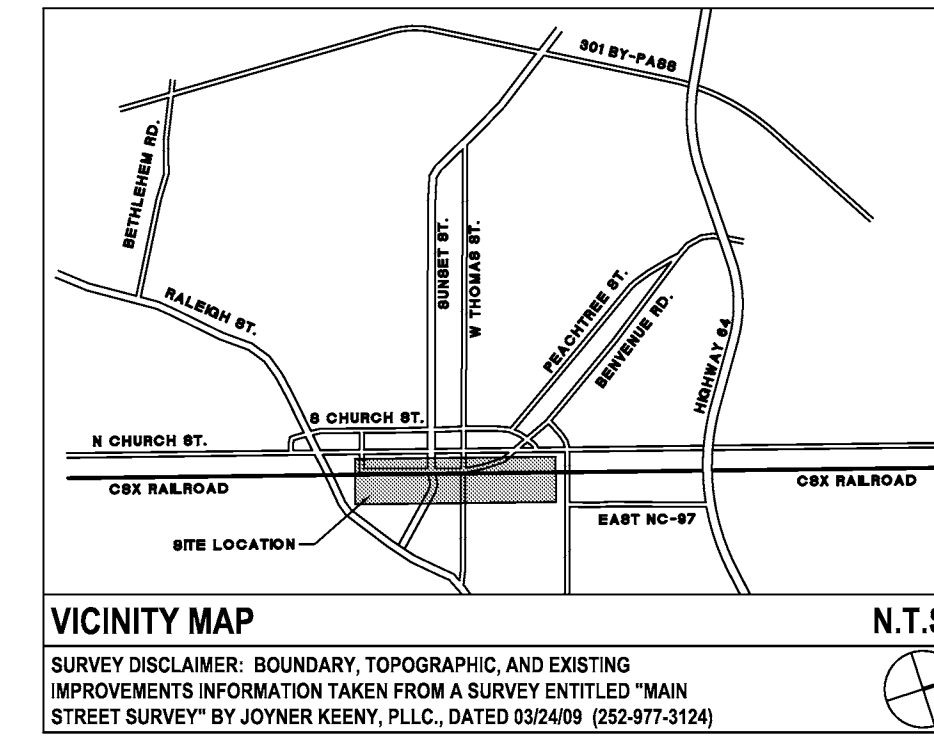 301 BY-PASS
BETHLEHEM RD.
SUNSET ST.
W THOMAS ST.
RALEIGH ST.
PEACHTREE ST.
BENVENUE RD.
HIGHWAY 64
S CHURCH ST.
N CHURCH ST.
CSX RAILROAD
CSX RAILROAD
EAST NC-97
SITE LOCATION
VICINITY MAP
N.T.S
SURVEY DISCLAIMER: BOUNDARY, TOPOGRAPHIC, AND EXISTING
IMPROVEMENTS INFORMATION TAKEN FROM A SURVEY ENTITLED "MAIN
STREET SURVEY" BY JOYNER KEENY, PLLC., DATED 03/24/09 (252-977-3124)